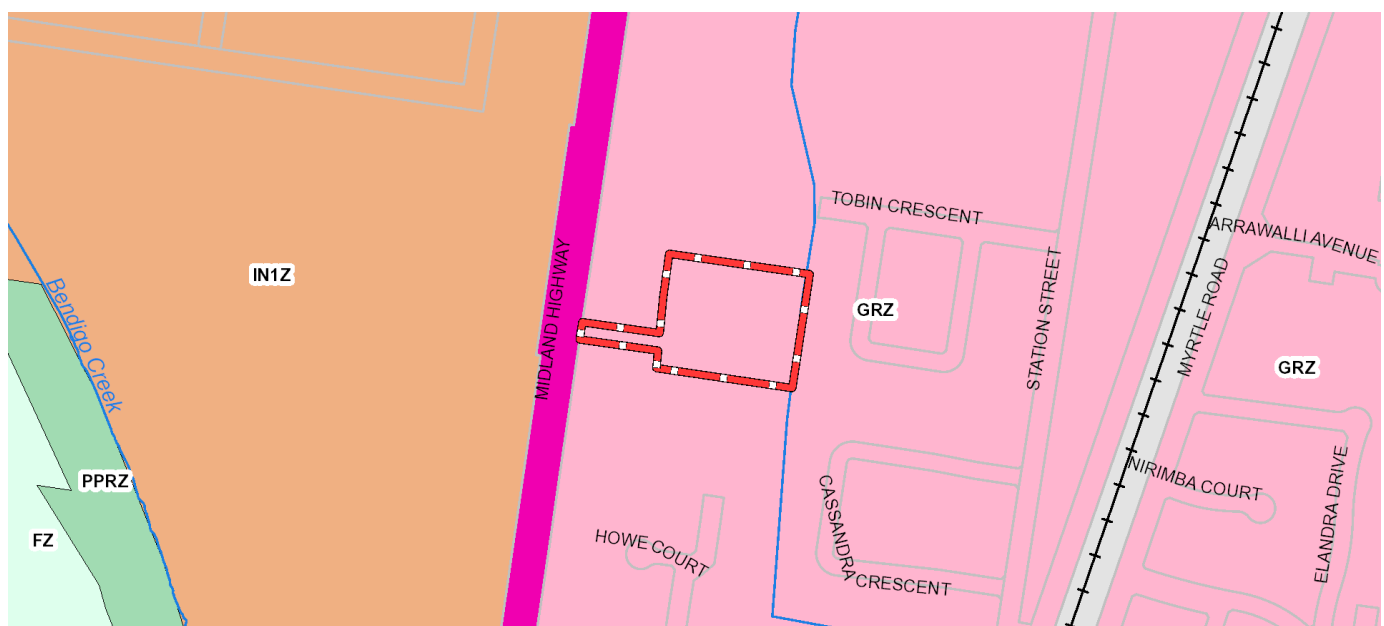 TOBIN CRESCENT
ARRAWALLI AVENUE
IN1Z
MIDLAND HIGHWAY
Bendigo Creek
GRZ
STATION STREET
MYRTLE ROAD
GRZ
PPRZ
FZ
NIRIMBA COURT
ELANDRA DRIVE
HOWE COURT
CASSANDRA CRESCENT